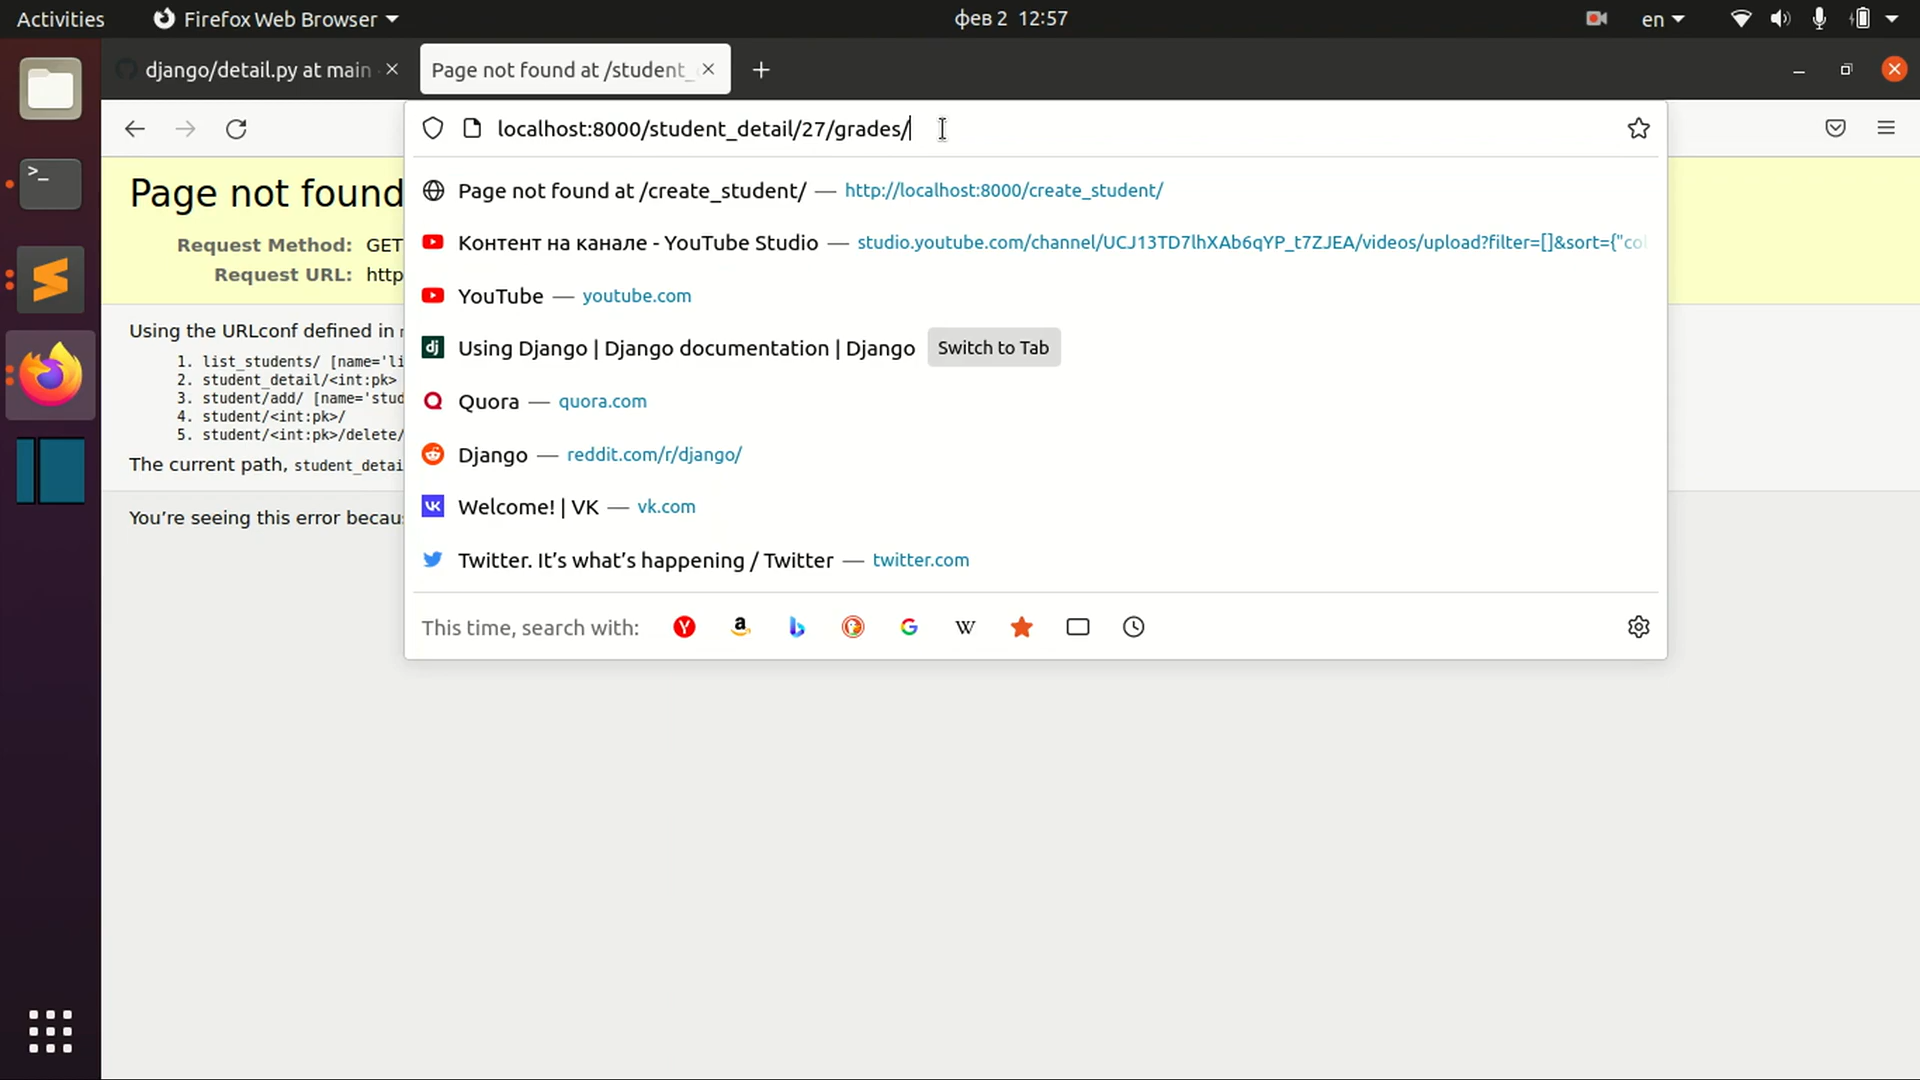 Activities
Firefox Web Browser
фев 2 12:57
en
django/detail.py at main
Page not found at /student_
localhost:8000/student_detail/27/grades/
Page not found
Request Method: GET
Request URL: http
Using the URLconf defined in
1. list_students/ [name='li
2. student_detail/<int:pk>
3. student/add/ [name='stud
4. student/<int:pk>/
5. student/<int:pk>/delete/
The current path, student_detai
You're seeing this error becau
Page not found at /create_student/ — http://localhost:8000/create_student/
Контент на канале - YouTube Studio — studio.youtube.com/channel/UCJ13TD7lhXAb6qYP_t7ZJEA/videos/upload?filter=[]&sort={"col
YouTube — youtube.com
Using Django | Django documentation | Django Switch to Tab
Quora — quora.com
Django — reddit.com/r/django/
Welcome! | VK — vk.com
Twitter. It's what's happening / Twitter — twitter.com
This time, search with: